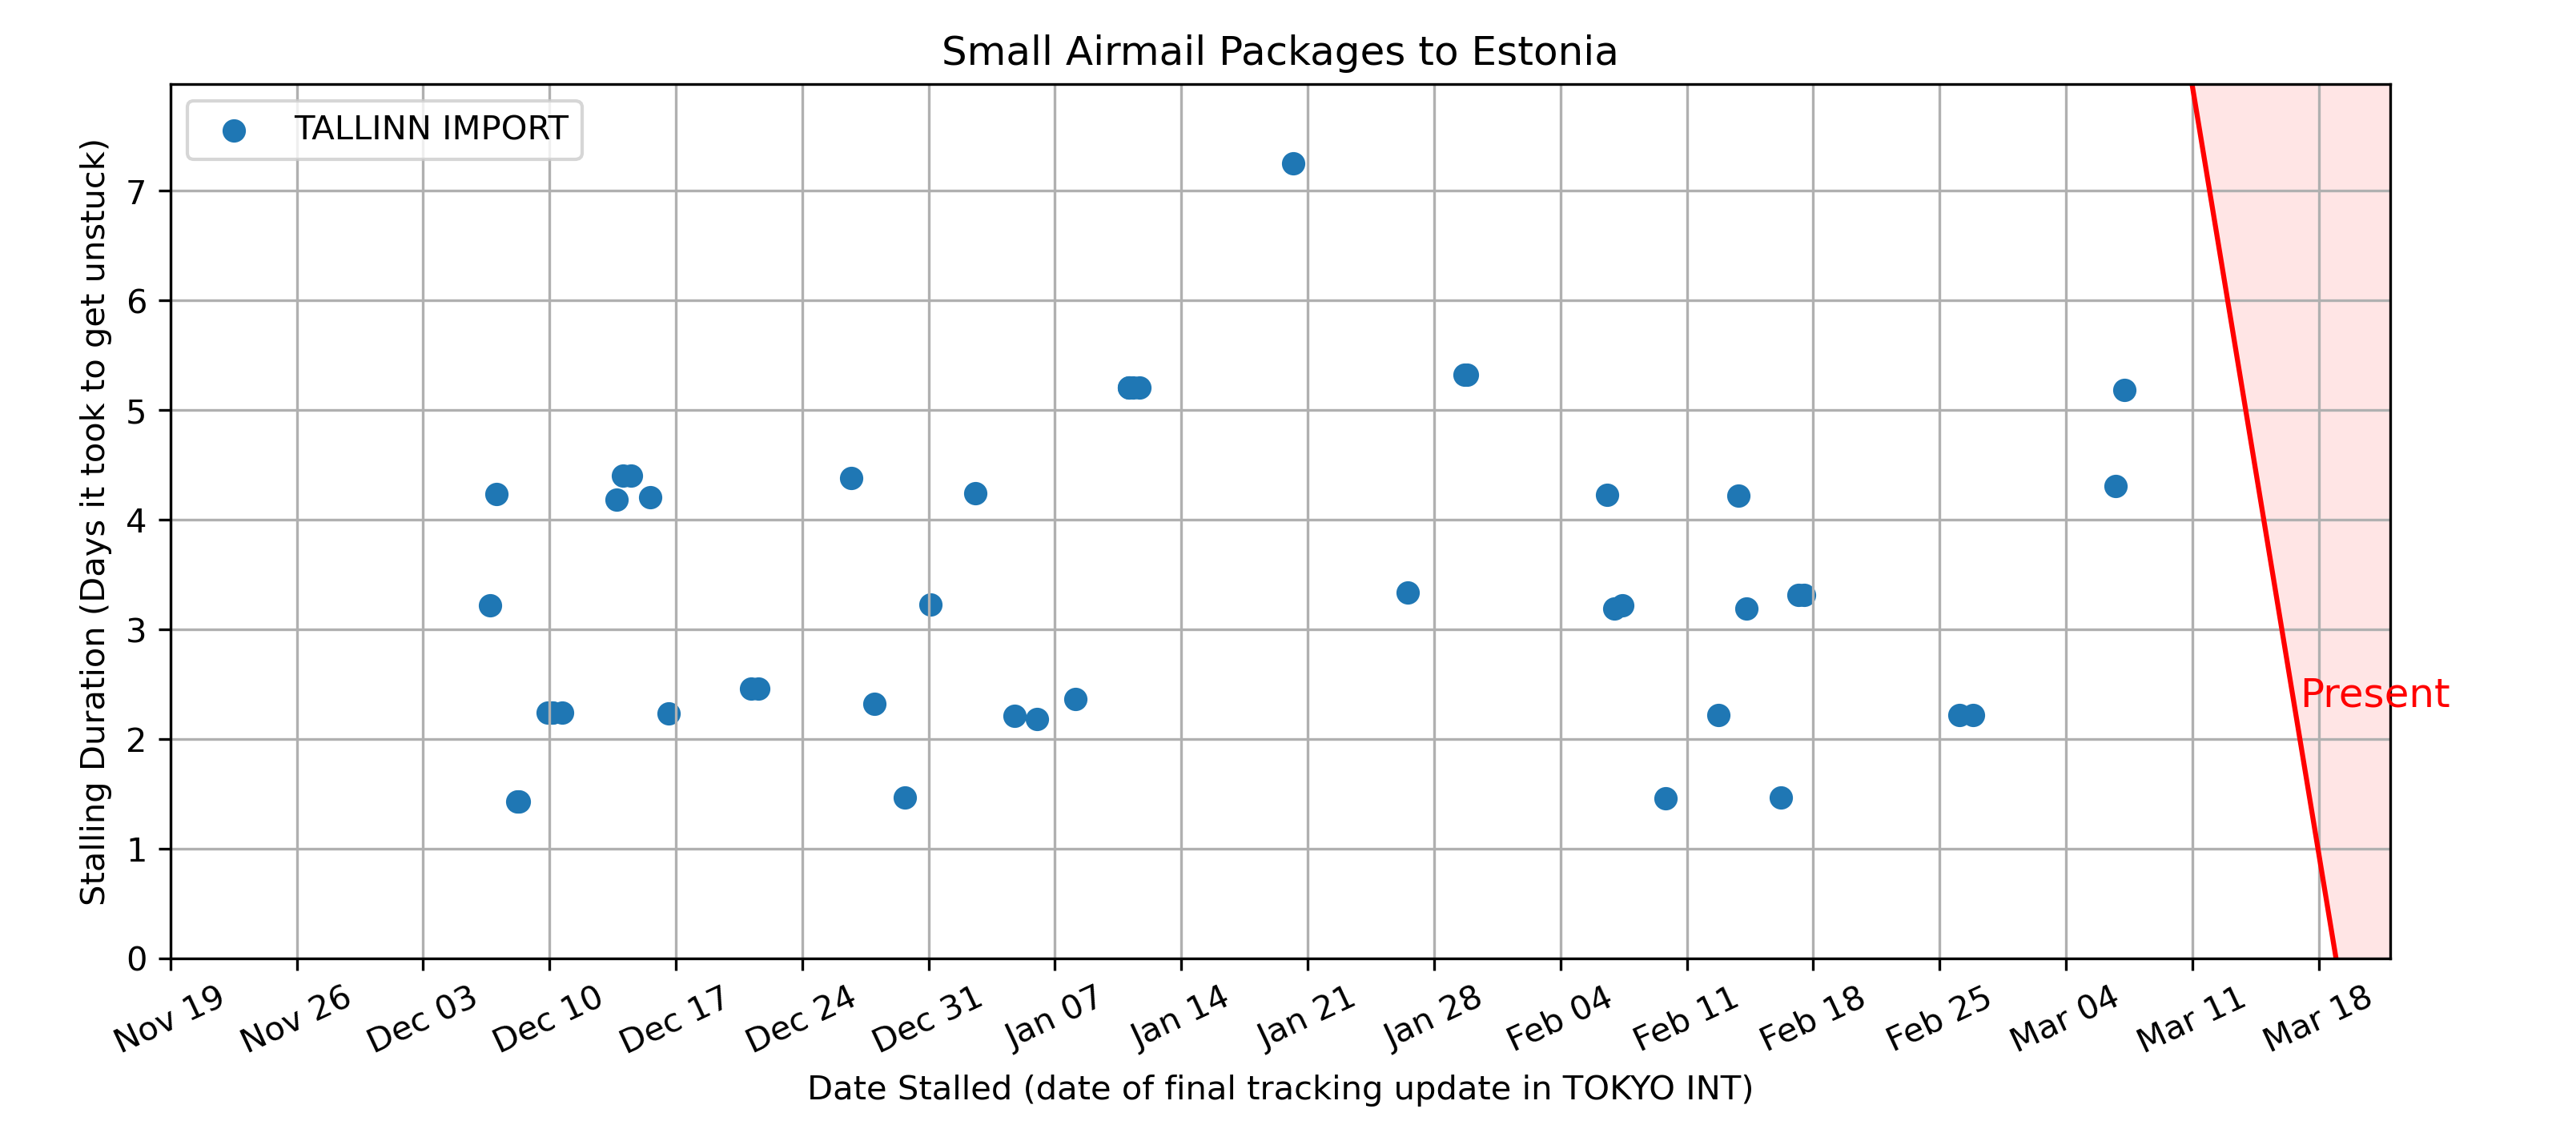 Small Airmail Packages to Estonia
TALLINN IMPORT
Stalling Duration (Days it took to get unstuck)
7
6
5
4
3
2
1
0
Present
Nov 19
Nov 26
Dec 03
Dec 10
Dec 17
Dec 24
Dec 31
Jan 07
Jan 14
Jan 21
Jan 28
Feb 04
Feb 11
Feb 18
Feb 25
Mar 04
Mar 11
Mar 18
Date Stalled (date of final tracking update in TOKYO INT)